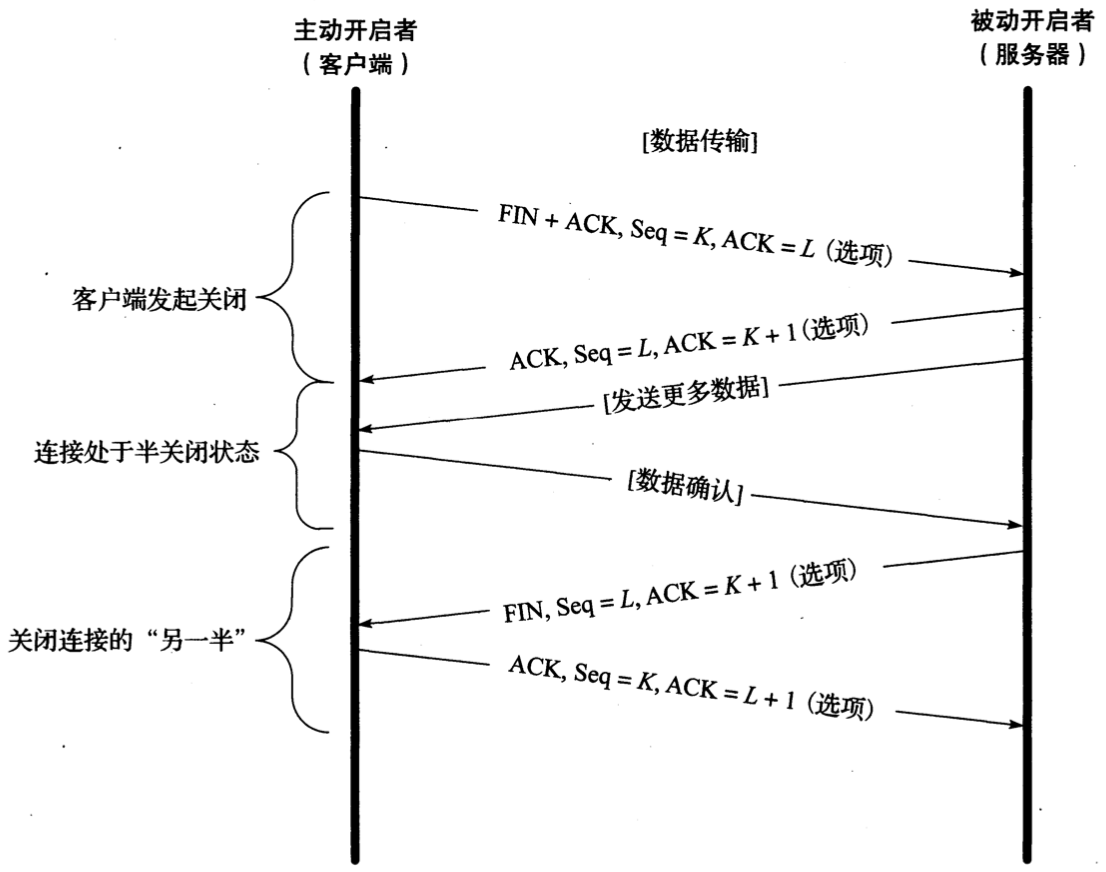 主动开启者
（客户端）
被动开启者
（服务器）
[数据传输]
FIN + ACK, Seq = K, ACK = L (选项)
客户端发起关闭
ACK, Seq = L, ACK = K + 1 (选项)
[发送更多数据]
连接处于半关闭状态
[数据确认]
FIN, Seq = L, ACK = K + 1 (选项)
关闭连接的“另一半”
ACK, Seq = K, ACK = L + 1 (选项)